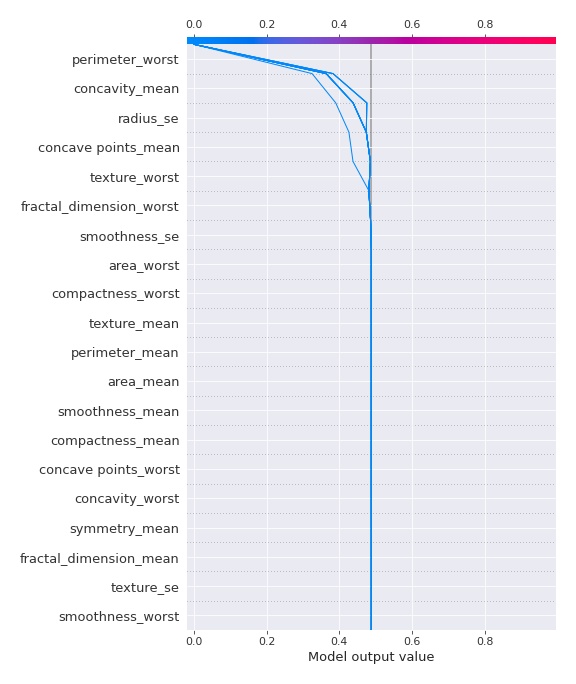 0.0 0.2 0.4 0.6 0.8
perimeter_worst
concavity_mean
radius_se
concave points_mean
texture_worst
fractal_dimension_worst
smoothness_se
area_worst
compactness_worst
texture_mean
perimeter_mean
area_mean
smoothness_mean
compactness_mean
concave points_worst
concavity_worst
symmetry_mean
fractal_dimension_mean
texture_se
smoothness_worst
0.0 0.2 0.4 0.6 0.8
Model output value